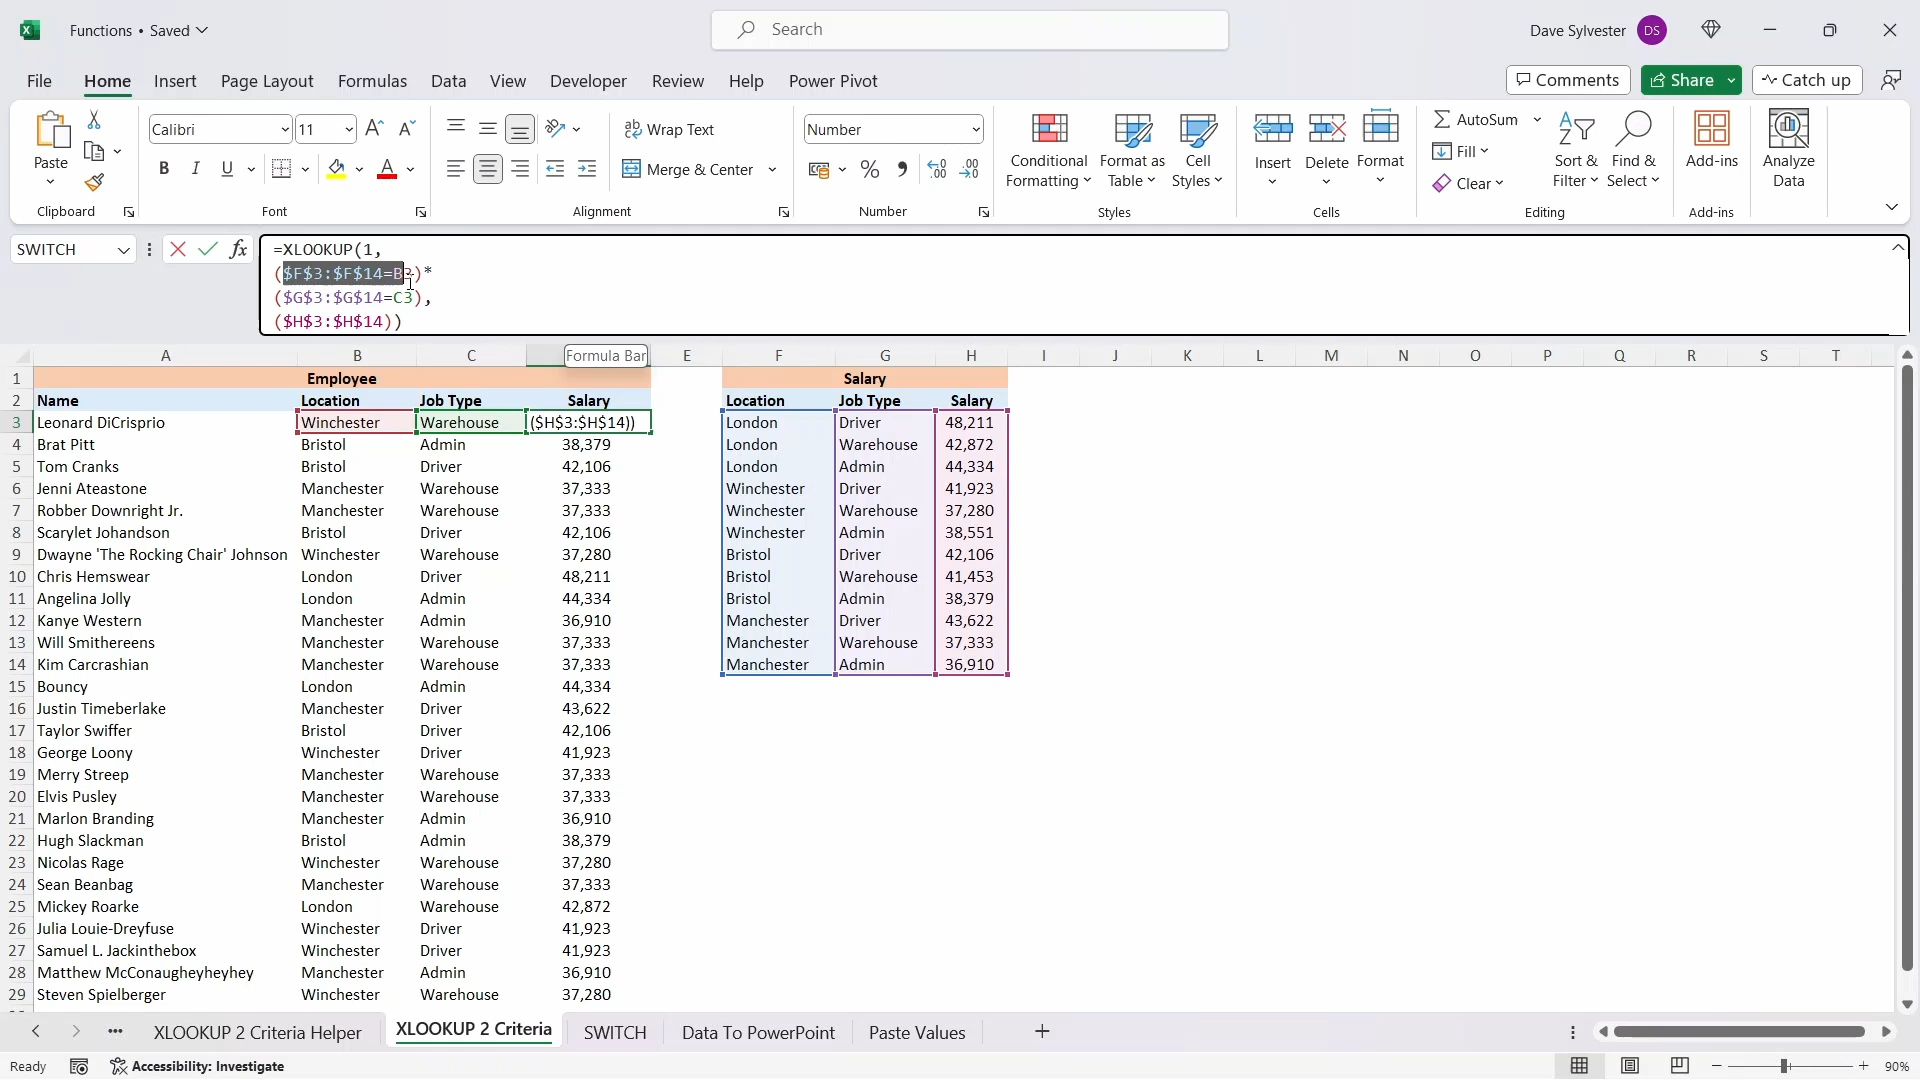 Functions • Saved
Search
Dave Sylvester DS
File Home Insert Page Layout Formulas Data View Developer Review Help Power Pivot
Comments Share Catch up
Paste
Clipboard
Calibri 11
B I U
Font
Wrap Text
Merge & Center
Alignment
Number
Number
Conditional Formatting
Format as Table
Cell Styles
Styles
Insert Delete Format
Cells
AutoSum
Fill
Clear
Sort & Filter
Find & Select
Editing
Add-ins
Add-ins
Analyze Data
SWITCH
fx
=XLOOKUP(1,
($F$3:$F$14=B3)*
($G$3:$G$14=C3),
($H$3:$H$14))
Formula Bar
A B C E F G H I J K L M N O P Q R S T
1 Employee Salary
2 Name Location Job Type Salary Location Job Type Salary
3 Leonard DiCrisprio Winchester Warehouse ($H$3:$H$14)) London Driver 48,211
4 Brat Pitt Bristol Admin 38,379 London Warehouse 42,872
5 Tom Cranks Bristol Driver 42,106 London Admin 44,334
6 Jenni Ateastone Manchester Warehouse 37,333 Winchester Driver 41,923
7 Robber Downright Jr. Manchester Warehouse 37,333 Winchester Warehouse 37,280
8 Scarylet Johandson Bristol Driver 42,106 Winchester Admin 38,551
9 Dwayne 'The Rocking Chair' Johnson Winchester Warehouse 37,280 Bristol Driver 42,106
10 Chris Hemswear London Driver 48,211 Bristol Warehouse 41,453
11 Angelina Jolly London Admin 44,334 Bristol Admin 38,379
12 Kanye Western Manchester Admin 36,910 Manchester Driver 43,622
13 Will Smithereens Manchester Warehouse 37,333 Manchester Warehouse 37,333
14 Kim Carcrashian Manchester Warehouse 37,333 Manchester Admin 36,910
15 Bouncy London Admin 44,334
16 Justin Timeberlake Manchester Driver 43,622
17 Taylor Swiffer Bristol Driver 42,106
18 George Loony Winchester Driver 41,923
19 Merry Streep Manchester Warehouse 37,333
20 Elvis Pusley Manchester Warehouse 37,333
21 Marlon Branding Manchester Admin 36,910
22 Hugh Slackman Bristol Admin 38,379
23 Nicolas Rage Winchester Warehouse 37,280
24 Sean Beanbag Manchester Warehouse 37,333
25 Mickey Roarke London Warehouse 42,872
26 Julia Louie-Dreyfuse Winchester Driver 41,923
27 Samuel L. Jackinthebox Winchester Driver 41,923
28 Matthew McConaugheyheyhey Manchester Admin 36,910
29 Steven Spielberger Winchester Warehouse 37,280
XLOOKUP 2 Criteria Helper XLOOKUP 2 Criteria SWITCH Data To PowerPoint Paste Values
Ready Accessibility: Investigate 90%